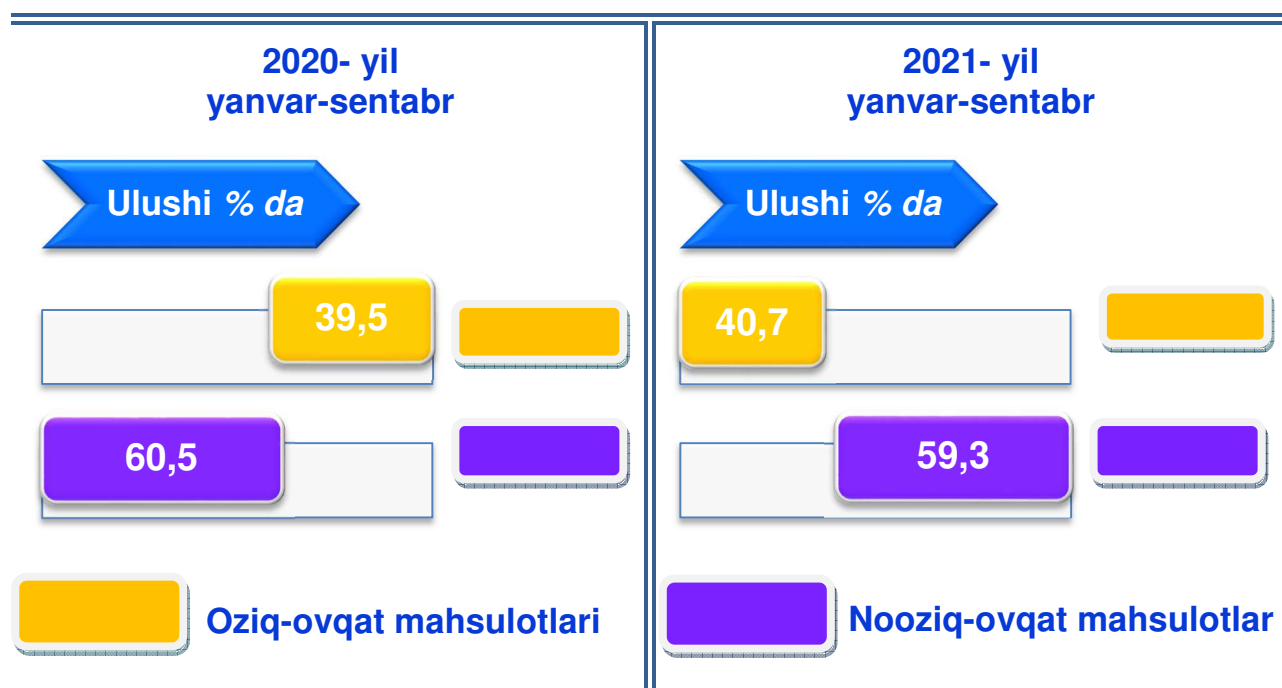 2020- yil
yanvar-sentabr
Ulushi % da
39,5
60,5
2021- yil
yanvar-sentabr
Ulushi % da
40,7
59,3
Oziq-ovqat mahsulotlari
Nooziq-ovqat mahsulotlar